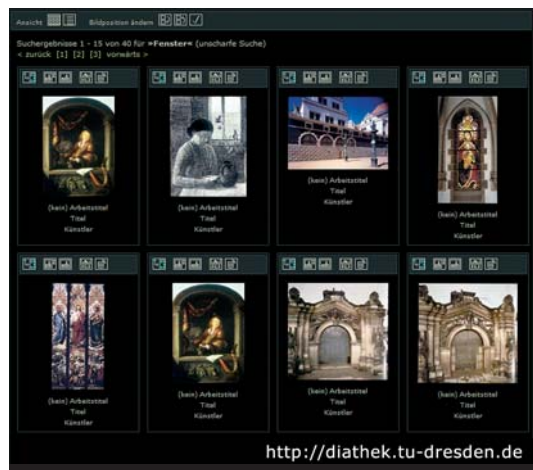 Ansicht Bildposition ändern
Suchergebnisse 1 - 15 von 40 für »Fenster« (unscharfe Suche)
< zurück [1] [2] [3] vorwärts >
(kein) Arbeitstitel
Titel
Künstler
(kein) Arbeitstitel
Titel
Künstler
(kein) Arbeitstitel
Titel
Künstler
(kein) Arbeitstitel
Titel
Künstler
(kein) Arbeitstitel
Titel
Künstler
(kein) Arbeitstitel
Titel
Künstler
(kein) Arbeitstitel
Titel
Künstler
(kein) Arbeitstitel
Titel
Künstler
http://diathek.tu-dresden.de